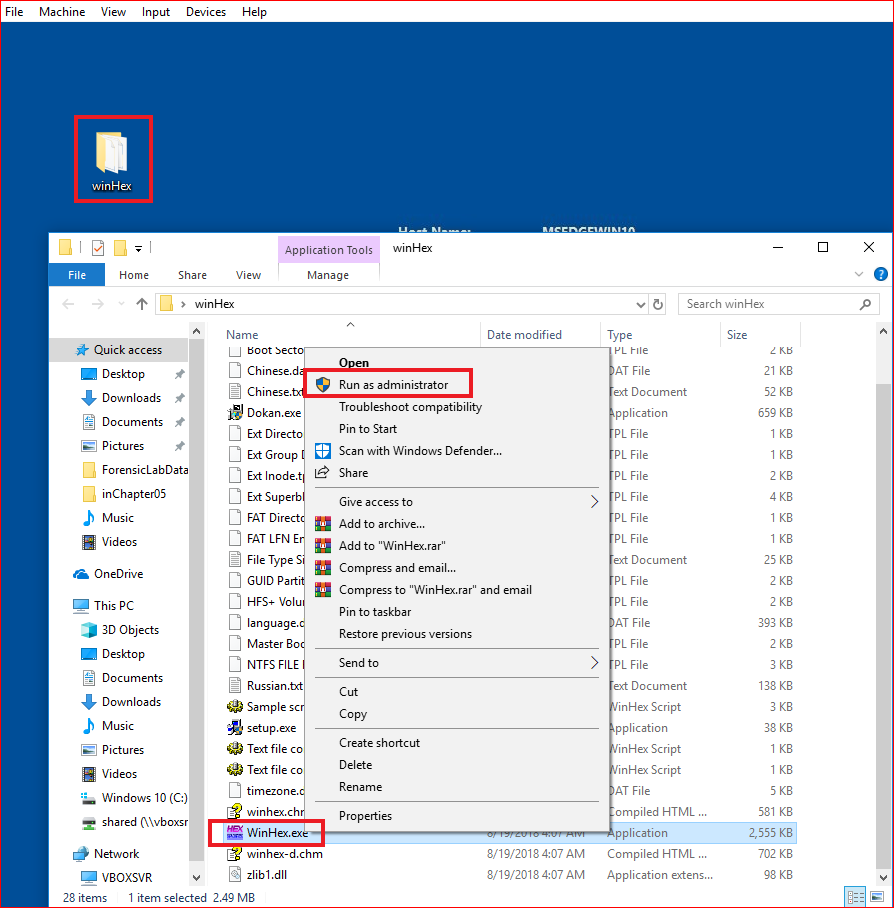 File Machine View Input Devices Help
winHex
Host Name: MSEDGEWIN10
Application Tools winHex
File Home Share View Manage
winHex Search winHex
Name Date modified Type Size
Quick access
Desktop
Downloads
Documents
Pictures
ForensicLabData
inChapter05
Music
Videos
OneDrive
This PC
3D Objects
Desktop
Documents
Downloads
Music
Pictures
Videos
Windows 10 (C:)
shared (\\vboxsr
Network
VBOXSVR
Boot Secto TPL File 2 KB
Chinese.da DAT File 21 KB
Chinese.txt Text Document 52 KB
Dokan.exe Application 659 KB
Ext Directo TPL File 1 KB
Ext Group D TPL File 1 KB
Ext Inode.tp TPL File 2 KB
Ext Superbl TPL File 4 KB
FAT Directo TPL File 1 KB
FAT LFN En TPL File 1 KB
File Type Si Text Document 25 KB
GUID Partit TPL File 2 KB
HFS+ Volu TPL File 2 KB
language.d DAT File 393 KB
Master Boo TPL File 2 KB
NTFS FILE TPL File 3 KB
Russian.txt Text Document 138 KB
Sample scr WinHex Script 3 KB
setup.exe Application 38 KB
Text file co WinHex Script 1 KB
Text file co WinHex Script 1 KB
timezone.d DAT File 5 KB
winhex.chm Compiled HTML ... 581 KB
WinHex.exe 8/19/2018 4:07 AM Application 2,555 KB
winhex-d.chm 8/19/2018 4:07 AM Compiled HTML ... 702 KB
zlib1.dll 8/19/2018 4:07 AM Application extens... 98 KB
Open
Run as administrator
Troubleshoot compatibility
Pin to Start
Scan with Windows Defender...
Share
Give access to
Add to archive...
Add to "WinHex.rar"
Compress and email...
Compress to "WinHex.rar" and email
Pin to taskbar
Restore previous versions
Send to
Cut
Copy
Create shortcut
Delete
Rename
Properties
28 items 1 item selected 2.49 MB